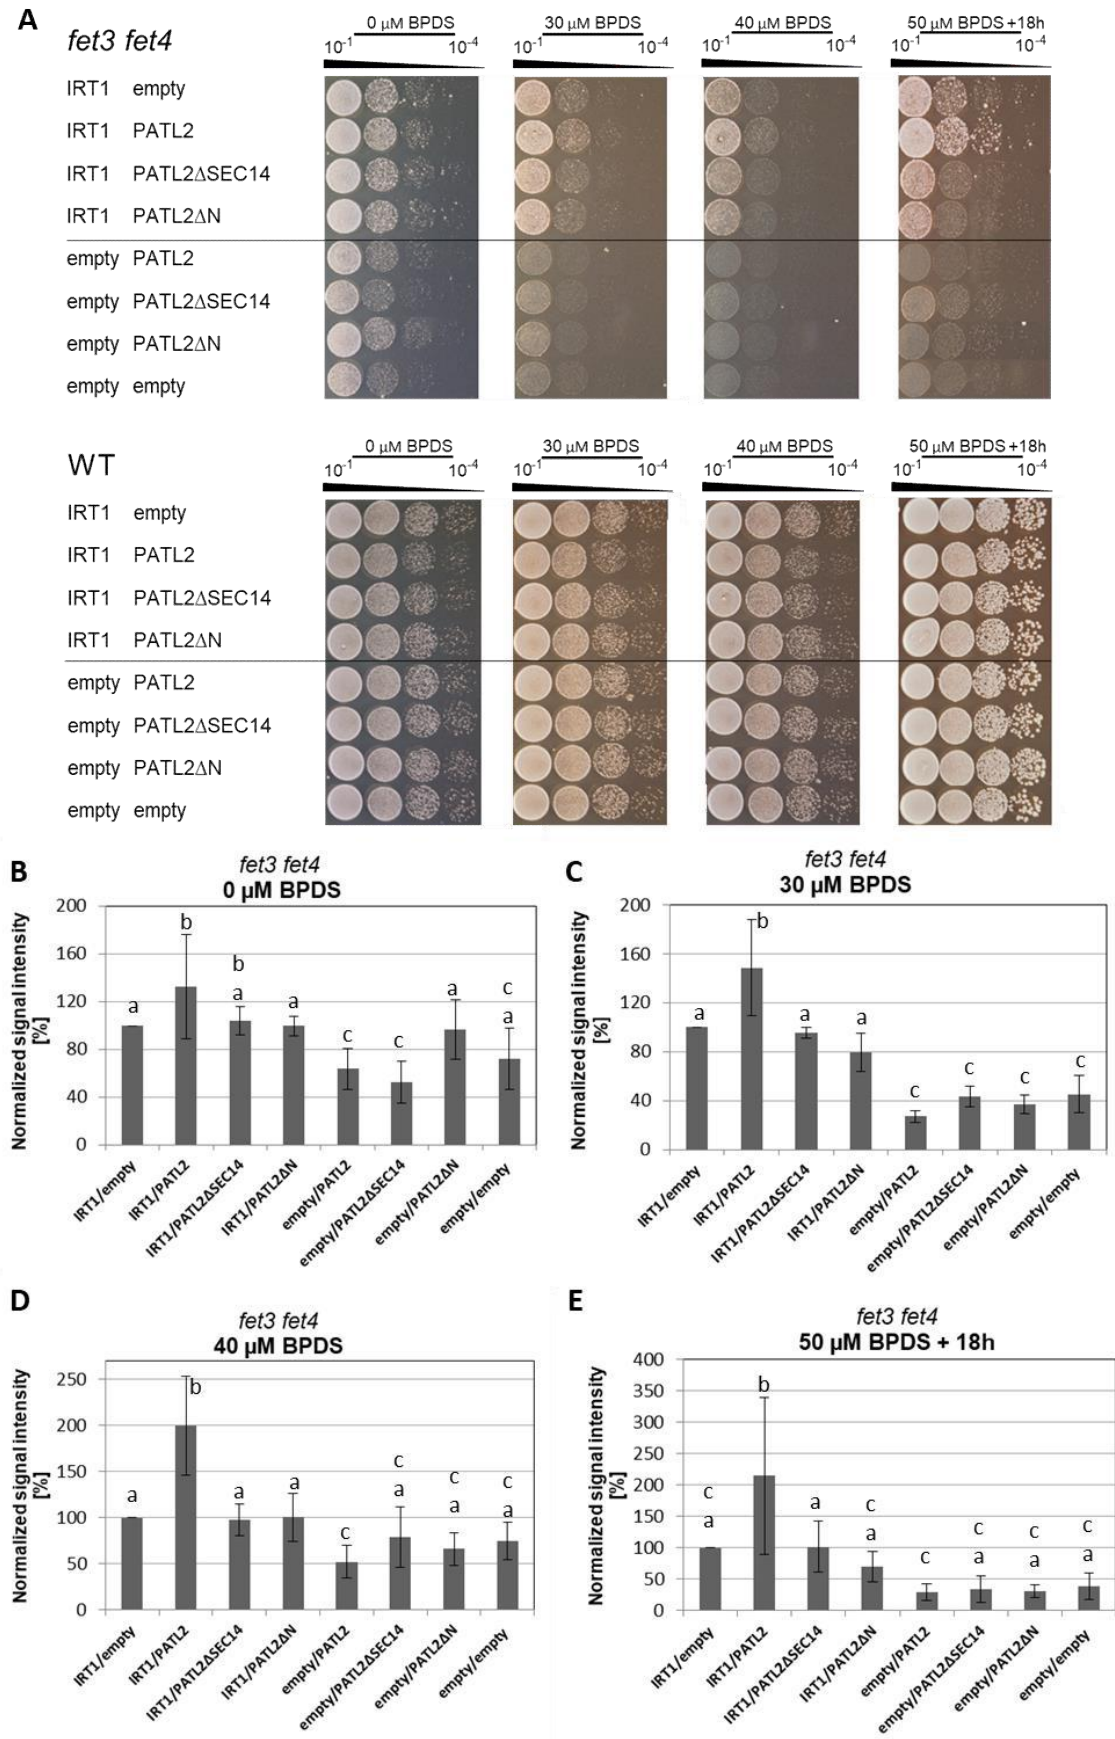 A
fet3 fet4
0 µM BPDS
30 µM BPDS
40 µM BPDS
50 µM BPDS +18h
10-1 10-4
10-1 10-4
10-1 10-4
10-1 10-4
IRT1 empty
IRT1 PATL2
IRT1 PATL2ΔSEC14
IRT1 PATL2ΔN
empty PATL2
empty PATL2ΔSEC14
empty PATL2ΔN
empty empty
WT
0 µM BPDS
30 µM BPDS
40 µM BPDS
50 µM BPDS +18h
10-1 10-4
10-1 10-4
10-1 10-4
10-1 10-4
IRT1 empty
IRT1 PATL2
IRT1 PATL2ΔSEC14
IRT1 PATL2ΔN
empty PATL2
empty PATL2ΔSEC14
empty PATL2ΔN
empty empty
B
fet3 fet4
0 µM BPDS
Normalized signal intensity
[%]
200
160
120
80
40
0
a
b
b
a
a
c
c
a
c
a
IRT1/empty
IRT1/PATL2
IRT1/PATL2ΔSEC14
IRT1/PATL2ΔN
empty/PATL2
empty/PATL2ΔSEC14
empty/PATL2ΔN
empty/empty
C
fet3 fet4
30 µM BPDS
Normalized signal intensity
[%]
200
160
120
80
40
0
a
b
a
a
c
c
c
c
IRT1/empty
IRT1/PATL2
IRT1/PATL2ΔSEC14
IRT1/PATL2ΔN
empty/PATL2
empty/PATL2ΔSEC14
empty/PATL2ΔN
empty/empty
D
fet3 fet4
40 µM BPDS
Normalized signal intensity
[%]
250
200
150
100
50
0
a
b
a
a
c
c
a
c
a
c
a
IRT1/empty
IRT1/PATL2
IRT1/PATL2ΔSEC14
IRT1/PATL2ΔN
empty/PATL2
empty/PATL2ΔSEC14
empty/PATL2ΔN
empty/empty
E
fet3 fet4
50 µM BPDS + 18h
Normalized signal intensity
[%]
400
350
300
250
200
150
100
50
0
c
a
b
a
c
a
c
c
a
c
a
c
a
IRT1/empty
IRT1/PATL2
IRT1/PATL2ΔSEC14
IRT1/PATL2ΔN
empty/PATL2
empty/PATL2ΔSEC14
empty/PATL2ΔN
empty/empty